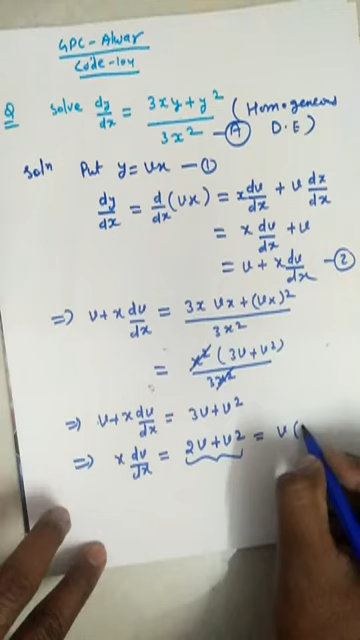 GPC-Alwar
Code-104
Q Solve dy/dx = (3xy+y²)/(3x²) —(A) (Homogeneous D.E)
Soln Put y=vx —(1)
dy/dx = d/dx (vx) = x dv/dx + v dx/dx
= x dv/dx + v
= v + x dv/dx —(2)
=> v + x dv/dx = (3x vx+(vx)²)/(3x²)
= x²(3v+v²)/(3x²)
=> v+x dv/dx = 3v+v²
=> x dv/dx = 2v+v² = v(